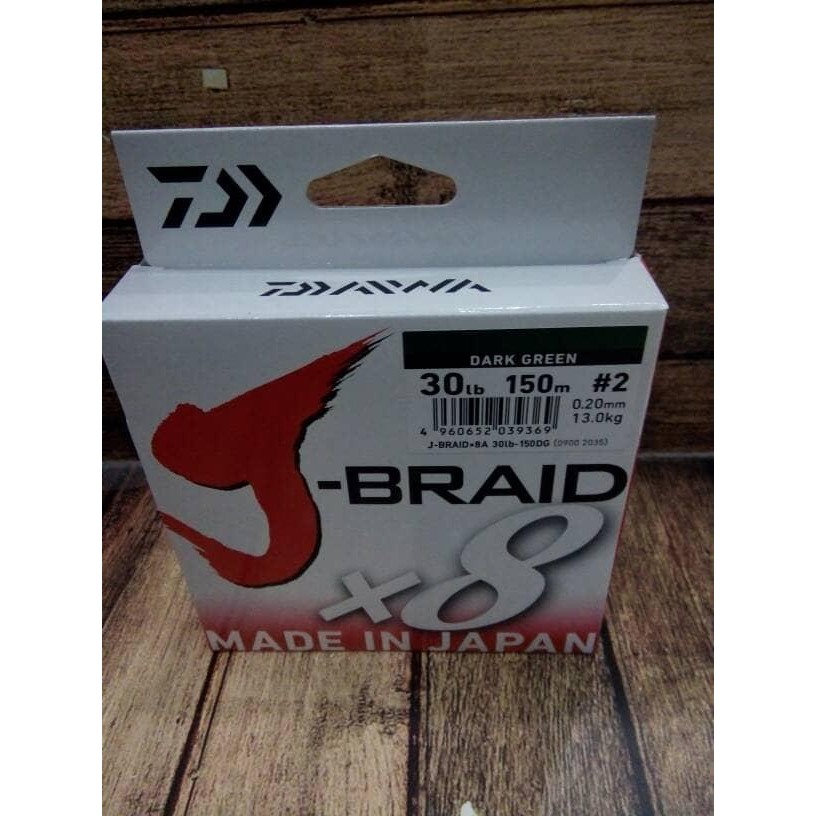 DAIWA
DARK GREEN
30lb 150m #2
0.20mm
13.0kg
4 960652 039369
J-BRAID×8A 30lb-150DG (0900 2035)
J-BRAID
×8
MADE IN JAPAN